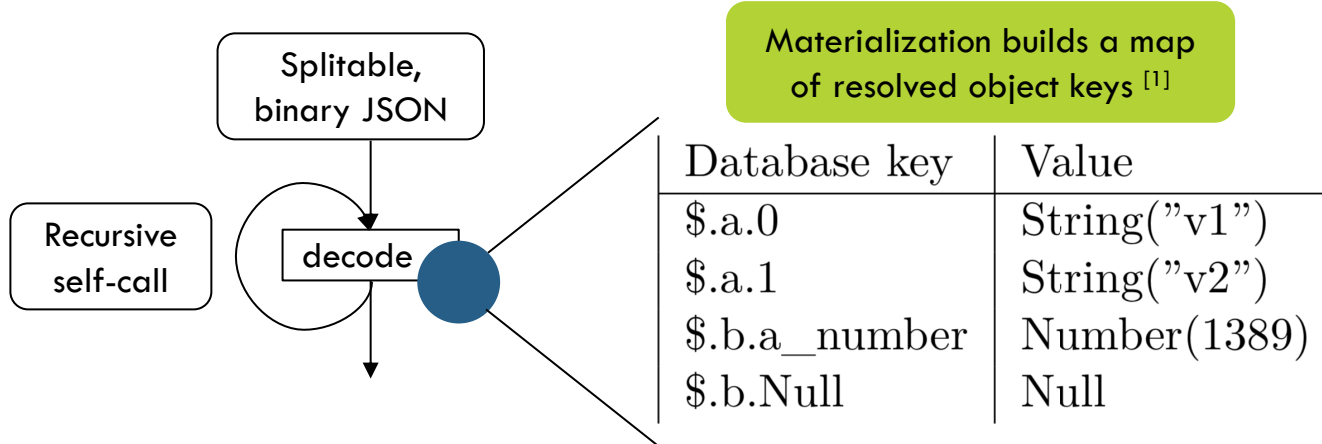 Splitable,
binary JSON
Recursive
self-call
decode
Materialization builds a map
of resolved object keys [1]
Database key Value
$.a.0 String("v1")
$.a.1 String("v2")
$.b.a_number Number(1389)
$.b.Null Null